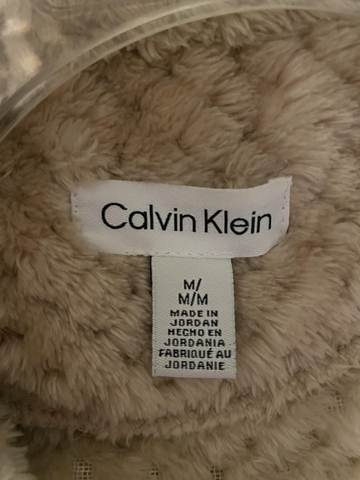 Calvin Klein
M/
M/M
MADE IN
JORDAN
HECHO EN
JORDANIA
FABRIQUÉ AU
JORDANIE